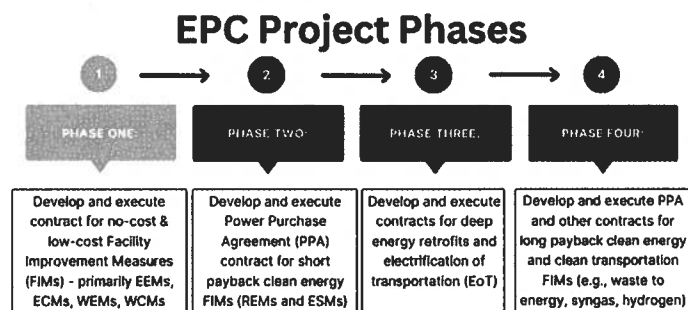 EPC Project Phases
1
2
3
4
PHASE ONE:
PHASE TWO:
PHASE THREE:
PHASE FOUR:
Develop and execute
contract for no-cost &
low-cost Facility
Improvement Measures
(FIMs) - primarily EEMs,
ECMs, WEMs, WCMs
Develop and execute
Power Purchase
Agreement (PPA)
contract for short
payback clean energy
FIMs (REMs and ESMs)
Develop and execute
contracts for deep
energy retrofits and
electrification of
transportation (EoT)
Develop and execute PPA
and other contracts for
long payback clean energy
and clean transportation
FIMs (e.g., waste to
energy, syngas, hydrogen)